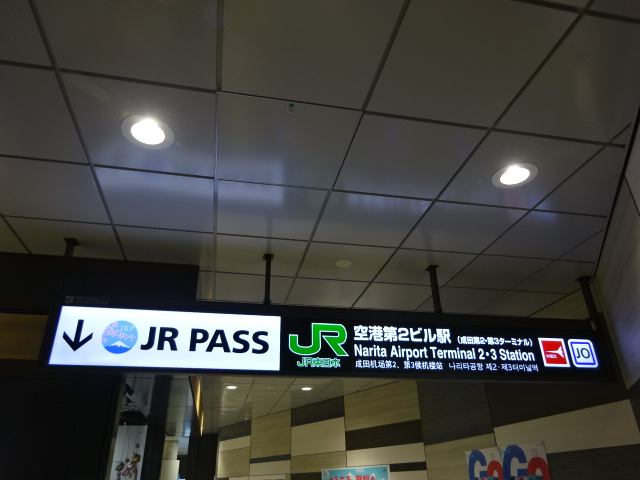 ↓ JR PASS
JR
JR東日本
空港第2ビル駅 (成田第2・第3ターミナル)
Narita Airport Terminal 2・3 Station
成田机场第2、第3候机楼站 나리타공항 제2・제3터미널역
N'EX
JO
Go Go